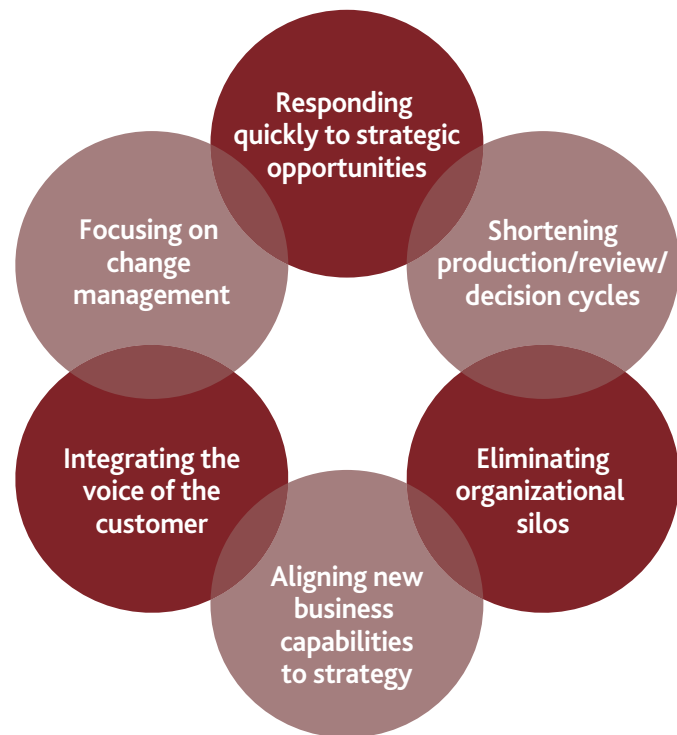 Responding
quickly to strategic
opportunities
Shortening
production/review/
decision cycles
Eliminating
organizational
silos
Aligning new
business
capabilities
to strategy
Integrating the
voice of the
customer
Focusing on
change
management